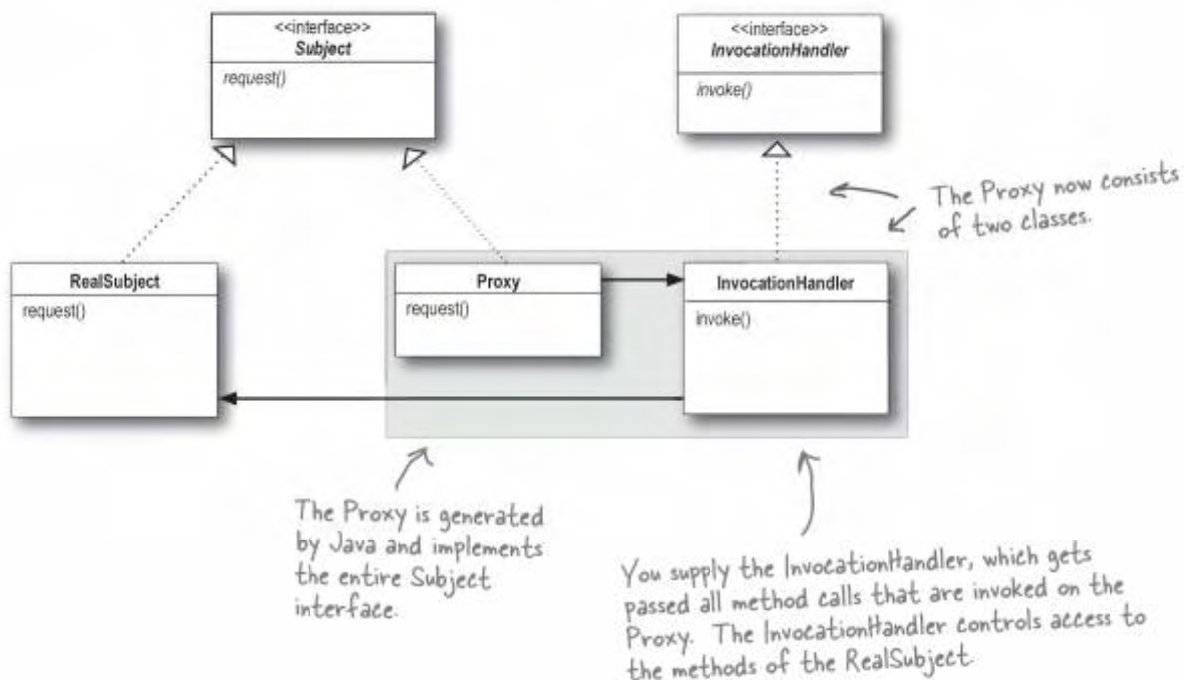 <<interface>>
Subject
request()
<<interface>>
InvocationHandler
invoke()
The Proxy now consists
of two classes.
RealSubject
request()
Proxy
request()
InvocationHandler
invoke()
The Proxy is generated
by Java and implements
the entire Subject
interface.
You supply the InvocationHandler, which gets
passed all method calls that are invoked on the
Proxy. The InvocationHandler controls access to
the methods of the RealSubject.